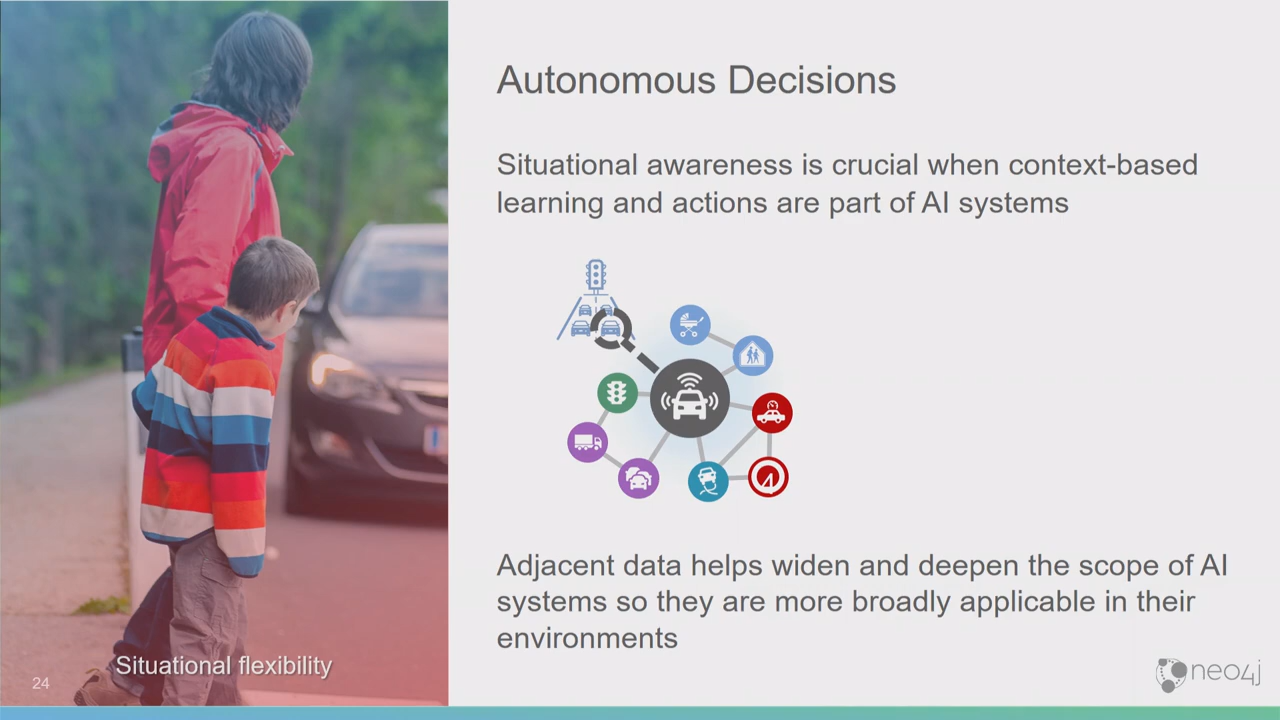 Autonomous Decisions
Situational awareness is crucial when context-based
learning and actions are part of AI systems
Adjacent data helps widen and deepen the scope of AI
systems so they are more broadly applicable in their
environments
Situational flexibility
24
neo4j